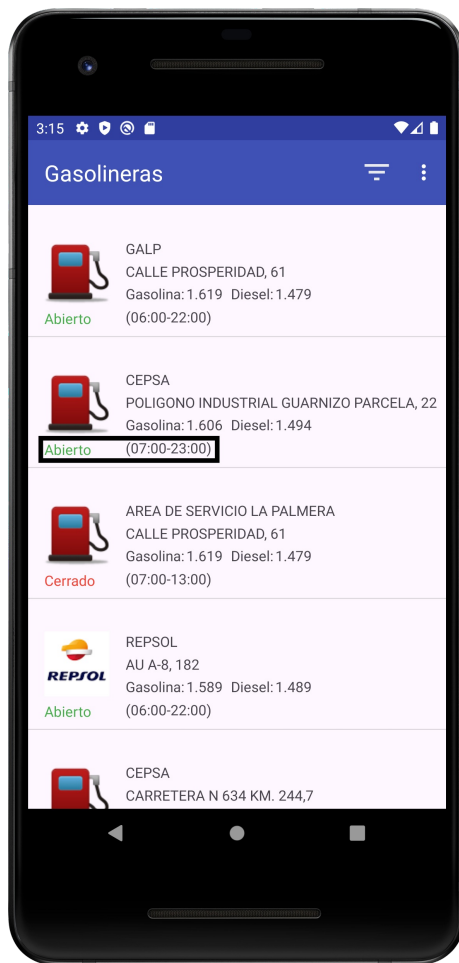 3:15
Gasolineras
GALP
CALLE PROSPERIDAD, 61
Gasolina: 1.619 Diesel: 1.479
Abierto (06:00-22:00)
CEPSA
POLIGONO INDUSTRIAL GUARNIZO PARCELA, 22
Gasolina: 1.606 Diesel: 1.494
Abierto (07:00-23:00)
AREA DE SERVICIO LA PALMERA
CALLE PROSPERIDAD, 61
Gasolina: 1.619 Diesel: 1.479
Cerrado (07:00-13:00)
REPSOL
AU A-8, 182
Gasolina: 1.589 Diesel: 1.489
REPSOL
Abierto (06:00-22:00)
CEPSA
CARRETERA N 634 KM. 244,7